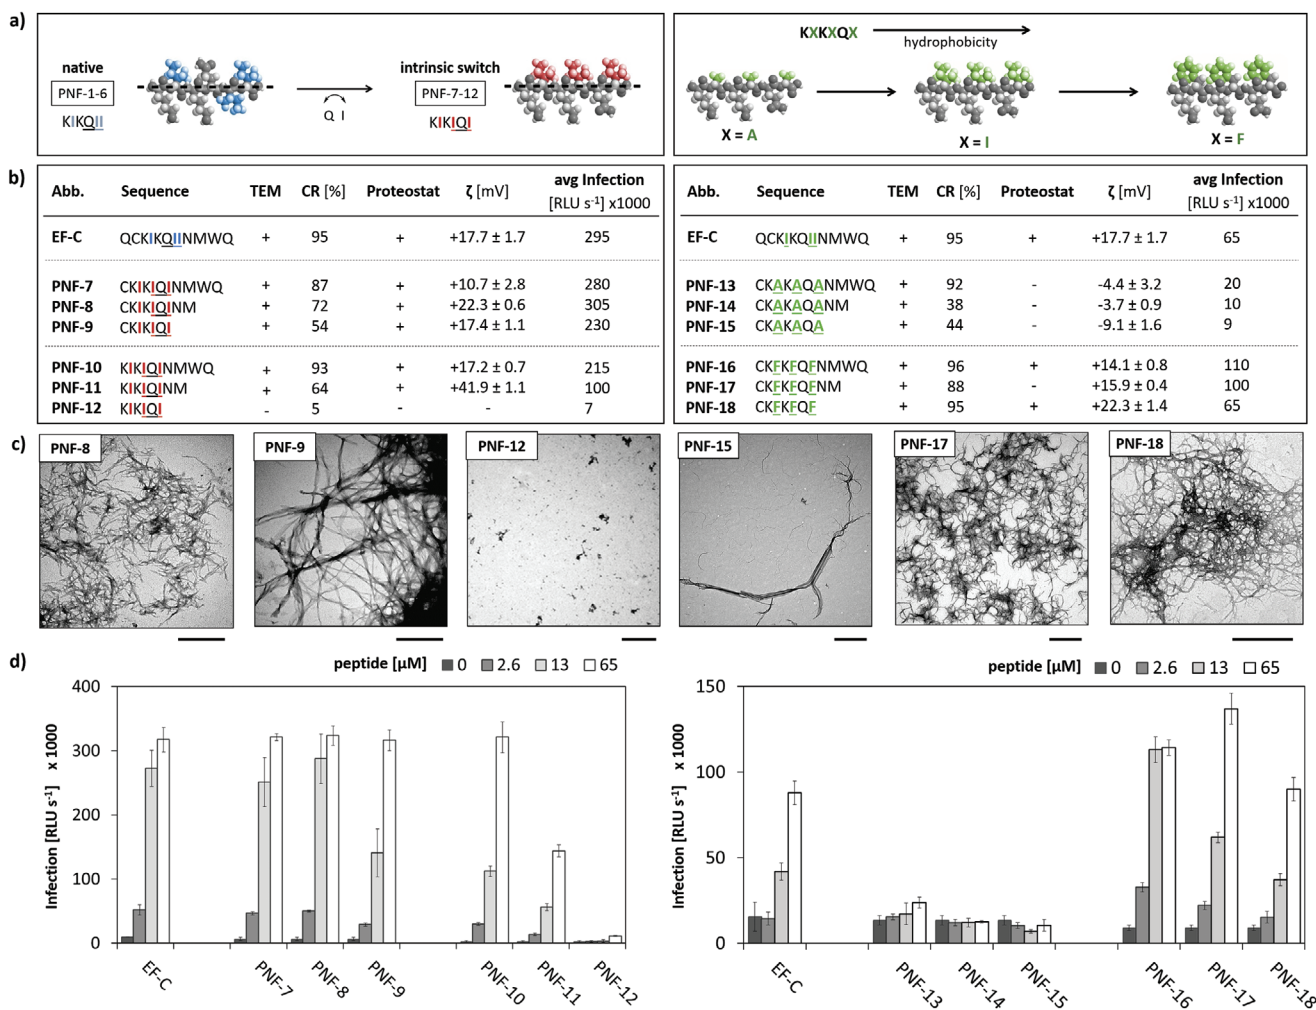 a)
native
PNF-1-6
KIKQII
Q I
intrinsic switch
PNF-7-12
KIKIQI
KXKXQX
hydrophobicity
X = A
X = I
X = F
b)
Abb. Sequence TEM CR [%] Proteostat ζ [mV] avg Infection [RLU s⁻¹] x1000
EF-C QCKIKQIINMWQ + 95 + +17.7 ± 1.7 295
PNF-7 CKIKIQINMWQ + 87 + +10.7 ± 2.8 280
PNF-8 CKIKIQINM + 72 + +22.3 ± 0.6 305
PNF-9 CKIKIQI + 54 + +17.4 ± 1.1 230
PNF-10 KIKIQINMWQ + 93 + +17.2 ± 0.7 215
PNF-11 KIKIQINM + 64 + +41.9 ± 1.1 100
PNF-12 KIKIQI - 5 - - 7
Abb. Sequence TEM CR [%] Proteostat ζ [mV] avg Infection [RLU s⁻¹] x1000
EF-C QCKIKQIINMWQ + 95 + +17.7 ± 1.7 65
PNF-13 CKAKAQANMWQ + 92 - -4.4 ± 3.2 20
PNF-14 CKAKAQANM + 38 - -3.7 ± 0.9 10
PNF-15 CKAKAQA + 44 - -9.1 ± 1.6 9
PNF-16 CKFKFQFNMWQ + 96 + +14.1 ± 0.8 110
PNF-17 CKFKFQFNM + 88 - +15.9 ± 0.4 100
PNF-18 CKFKFQF + 95 + +22.3 ± 1.4 65
c)
PNF-8
PNF-9
PNF-12
PNF-15
PNF-17
PNF-18
d)
peptide [µM] 0 2.6 13 65
Infection [RLU s⁻¹] x 1000
400
300
200
100
0
EF-C
PNF-7
PNF-8
PNF-9
PNF-10
PNF-11
PNF-12
peptide [µM] 0 2.6 13 65
Infection [RLU s⁻¹] x 1000
150
100
50
0
EF-C
PNF-13
PNF-14
PNF-15
PNF-16
PNF-17
PNF-18